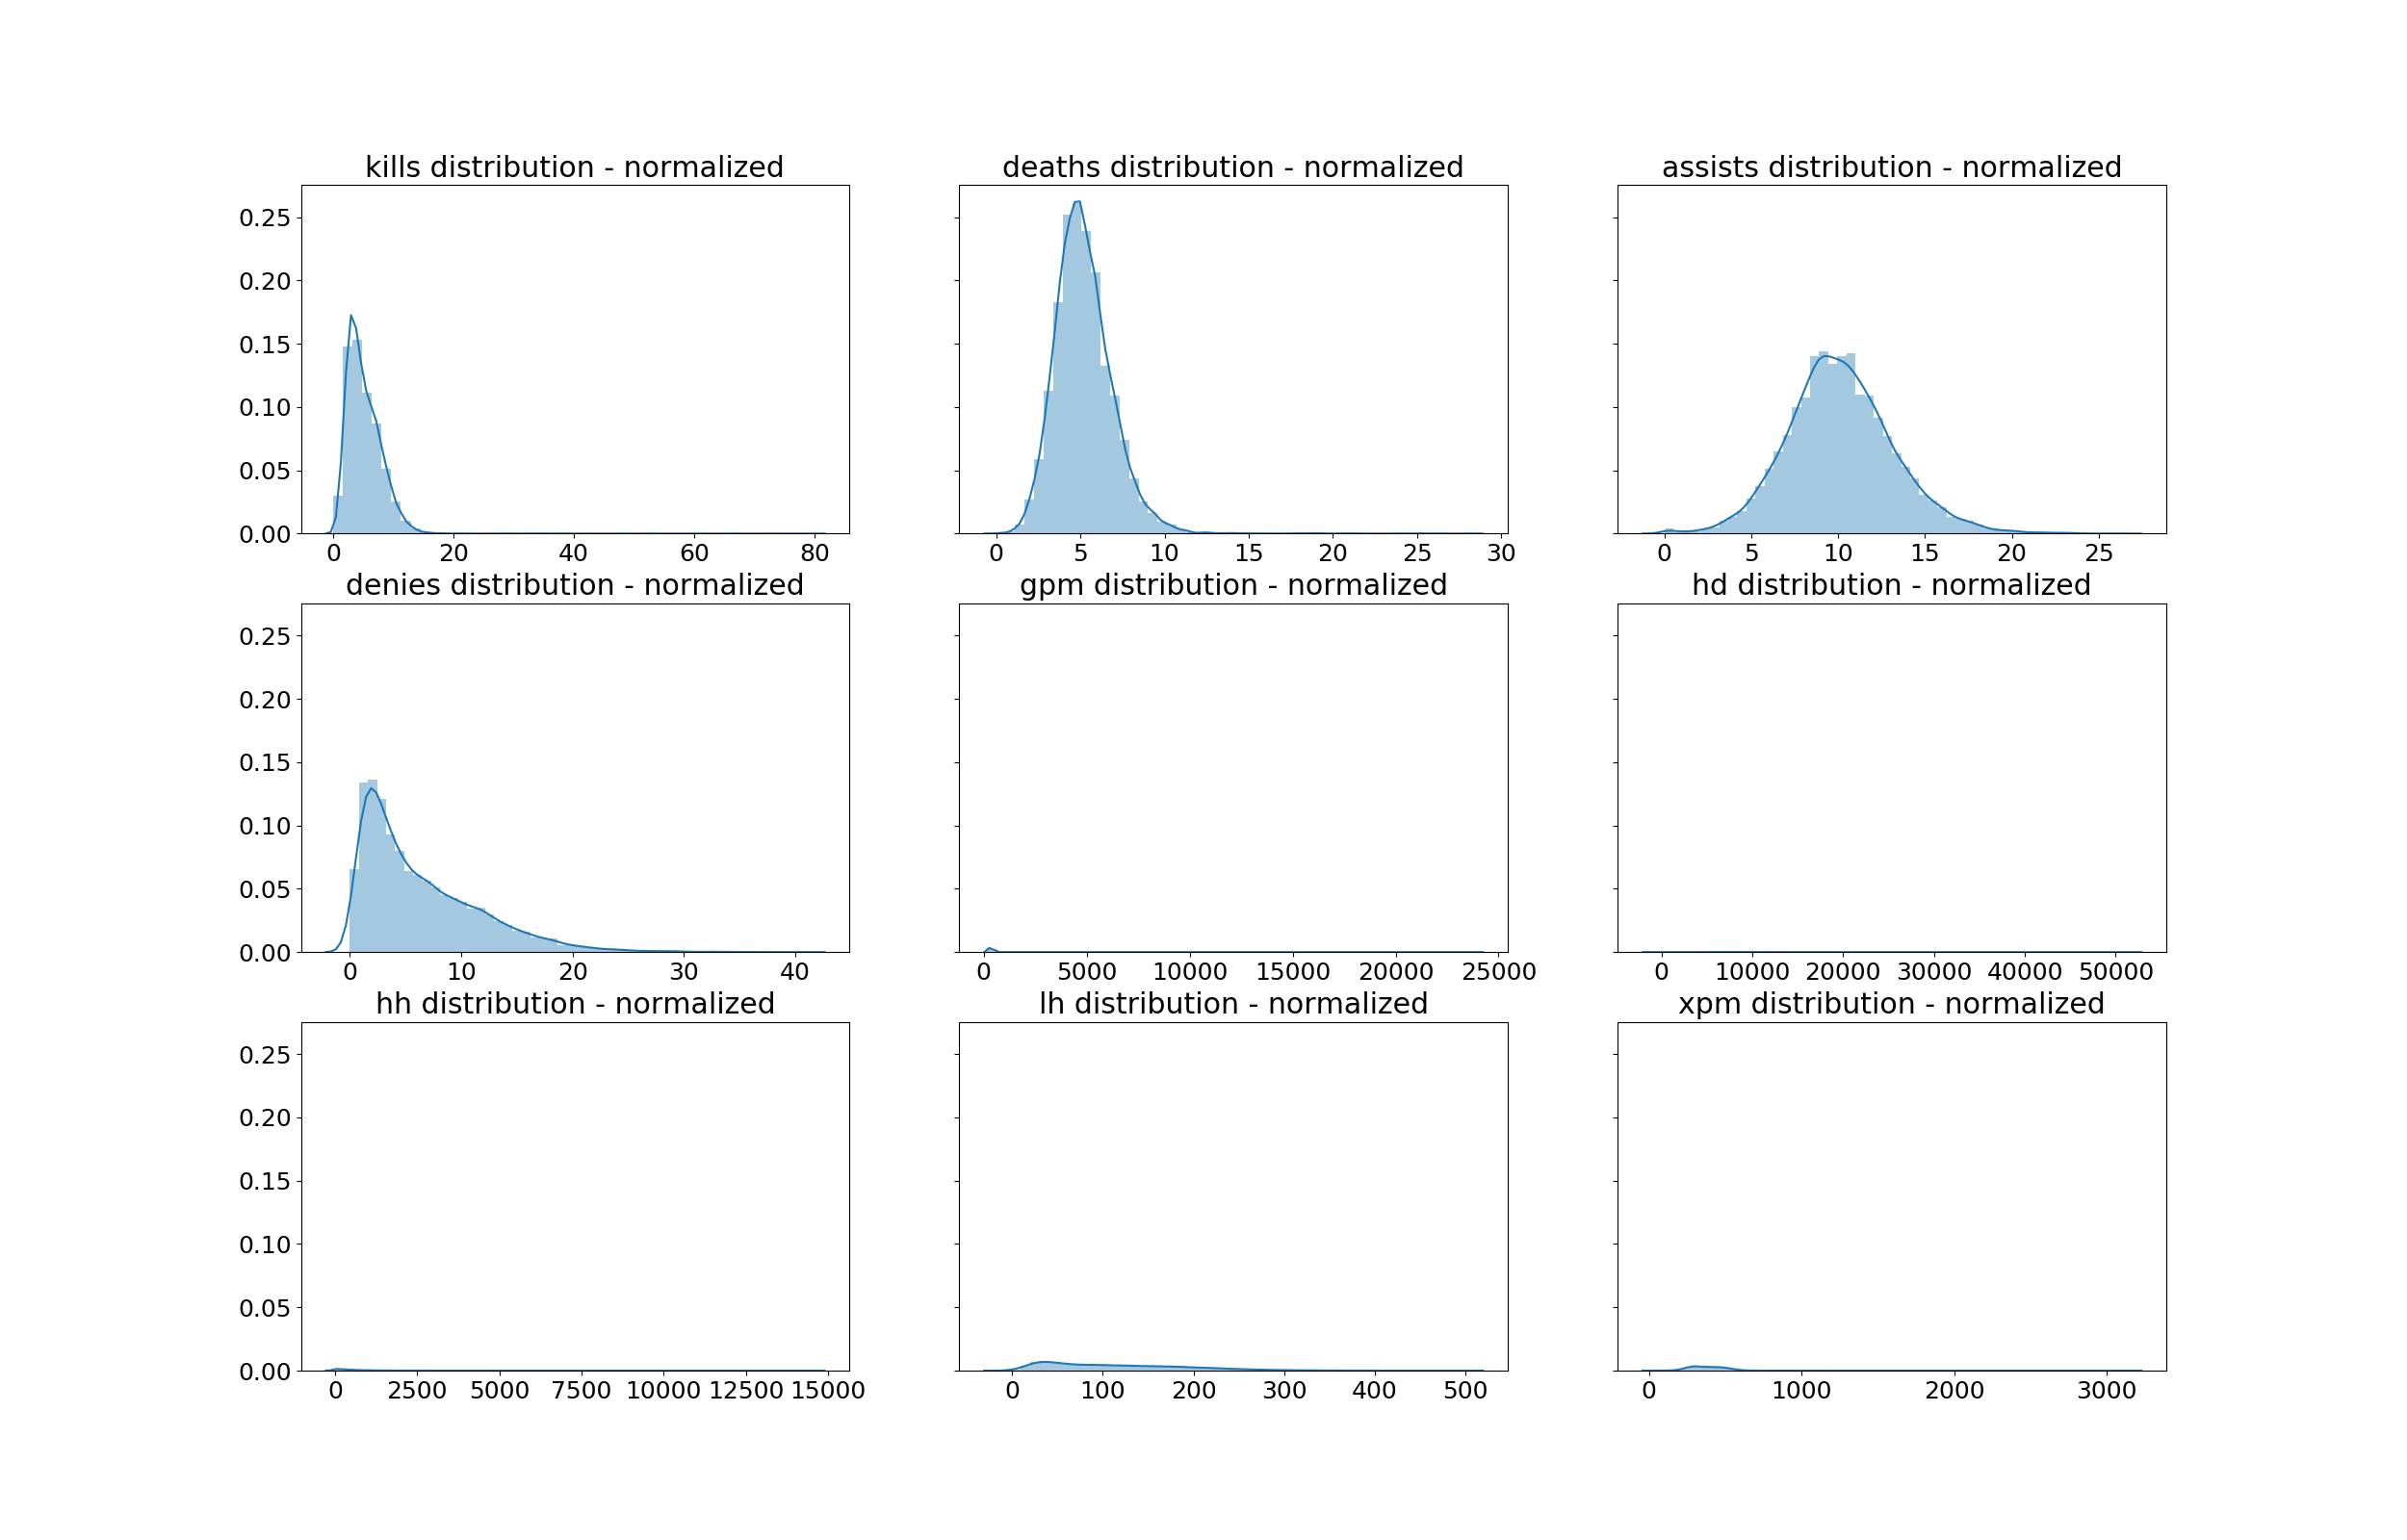 kills distribution - normalized
deaths distribution - normalized
assists distribution - normalized
0.25
0.20
0.15
0.10
0.05
0.00
0 20 40 60 80
0 5 10 15 20 25 30
0 5 10 15 20 25
denies distribution - normalized
gpm distribution - normalized
hd distribution - normalized
0.25
0.20
0.15
0.10
0.05
0.00
0 10 20 30 40
0 5000 10000 15000 20000 25000
0 10000 20000 30000 40000 50000
hh distribution - normalized
lh distribution - normalized
xpm distribution - normalized
0.25
0.20
0.15
0.10
0.05
0.00
0 2500 5000 7500 10000 12500 15000
0 100 200 300 400 500
0 1000 2000 3000